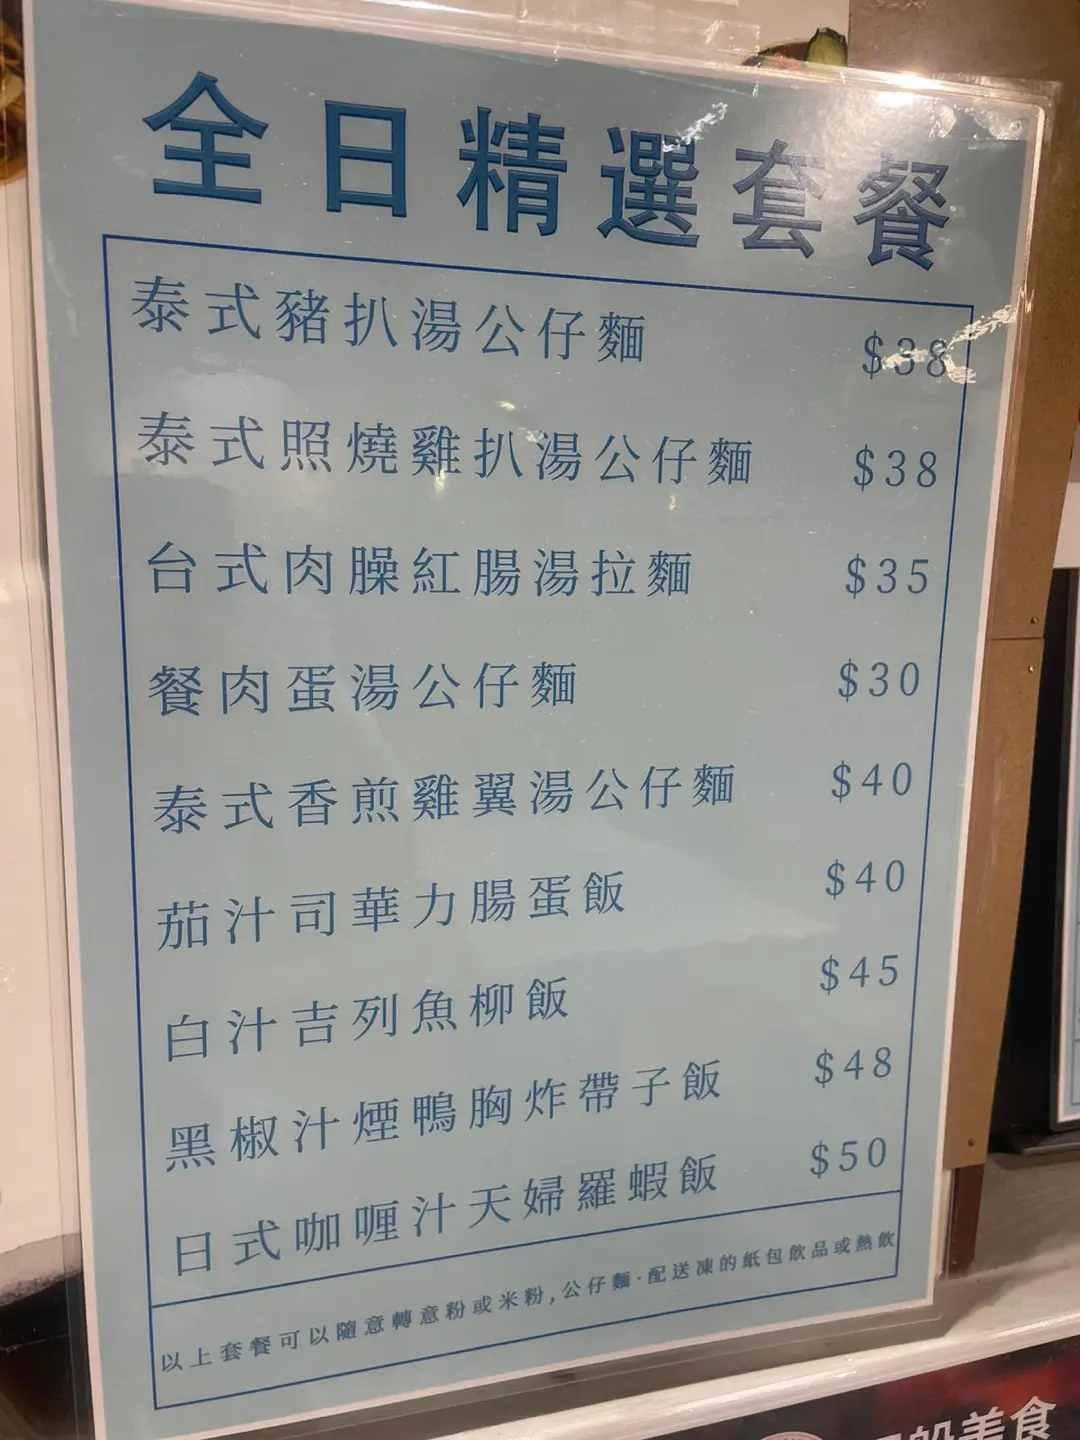 全日精選套餐
泰式豬扒湯公仔麵 $38
泰式照燒雞扒湯公仔麵 $38
台式肉臊紅腸湯拉麵 $35
餐肉蛋湯公仔麵 $30
泰式香煎雞翼湯公仔麵 $40
茄汁司華力腸蛋飯 $40
白汁吉列魚柳飯 $45
黑椒汁煙鴨胸炸帶子飯 $48
日式咖喱汁天婦羅蝦飯 $50
以上套餐可以隨意轉意粉或米粉,公仔麵.配送凍的紙包飲品或熱飲
美食